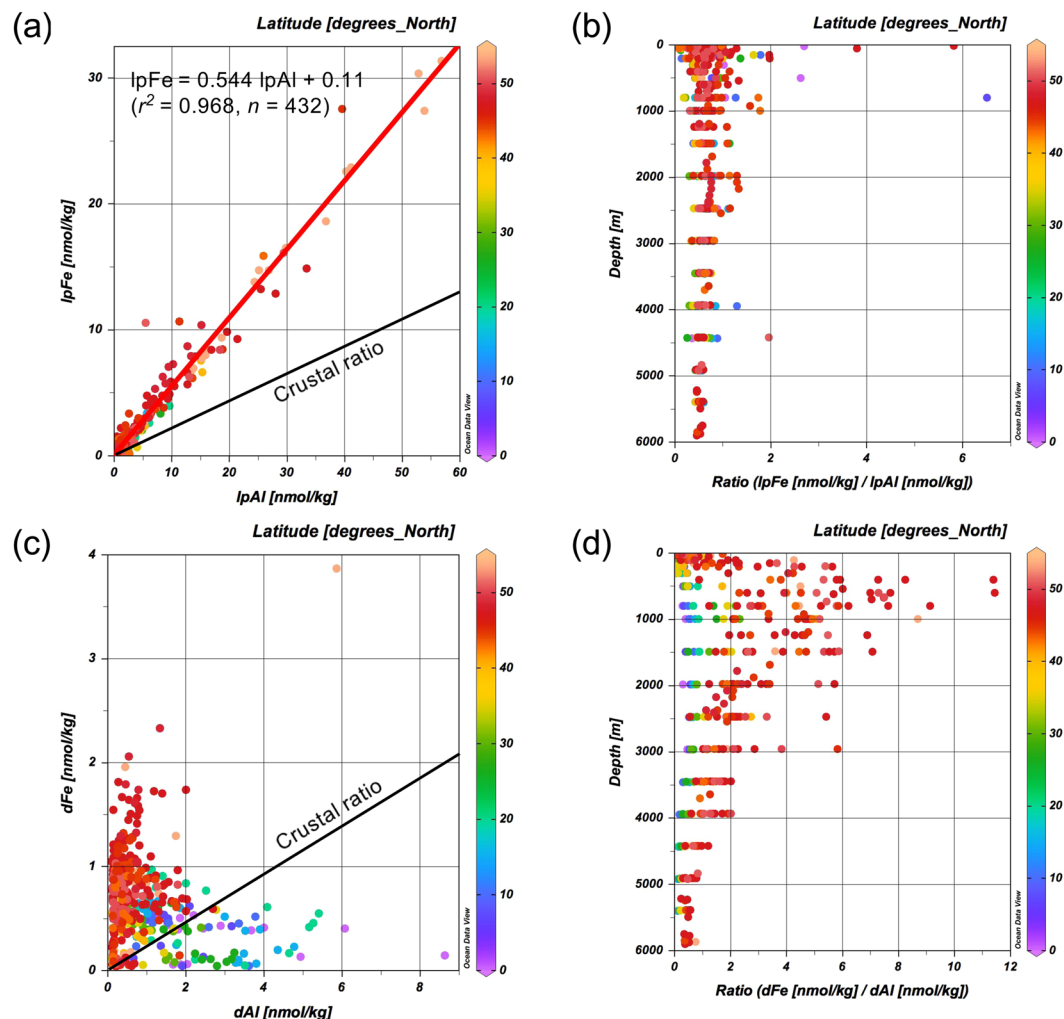 (a)
Latitude [degrees_North]
lpFe = 0.544 lpAl + 0.11
(r² = 0.968, n = 432)
Crustal ratio
30
20
10
0
lpFe [nmol/kg]
0 10 20 30 40 50 60
lpAl [nmol/kg]
50
40
30
20
10
0
Ocean Data View
(b)
Latitude [degrees_North]
0
1000
2000
3000
4000
5000
6000
Depth [m]
0 2 4 6
Ratio (lpFe [nmol/kg] / lpAl [nmol/kg])
50
40
30
20
10
0
Ocean Data View
(c)
Latitude [degrees_North]
4
3
2
1
0
dFe [nmol/kg]
Crustal ratio
0 2 4 6 8
dAl [nmol/kg]
50
40
30
20
10
0
Ocean Data View
(d)
Latitude [degrees_North]
0
1000
2000
3000
4000
5000
6000
Depth [m]
0 2 4 6 8 10 12
Ratio (dFe [nmol/kg] / dAl [nmol/kg])
50
40
30
20
10
0
Ocean Data View